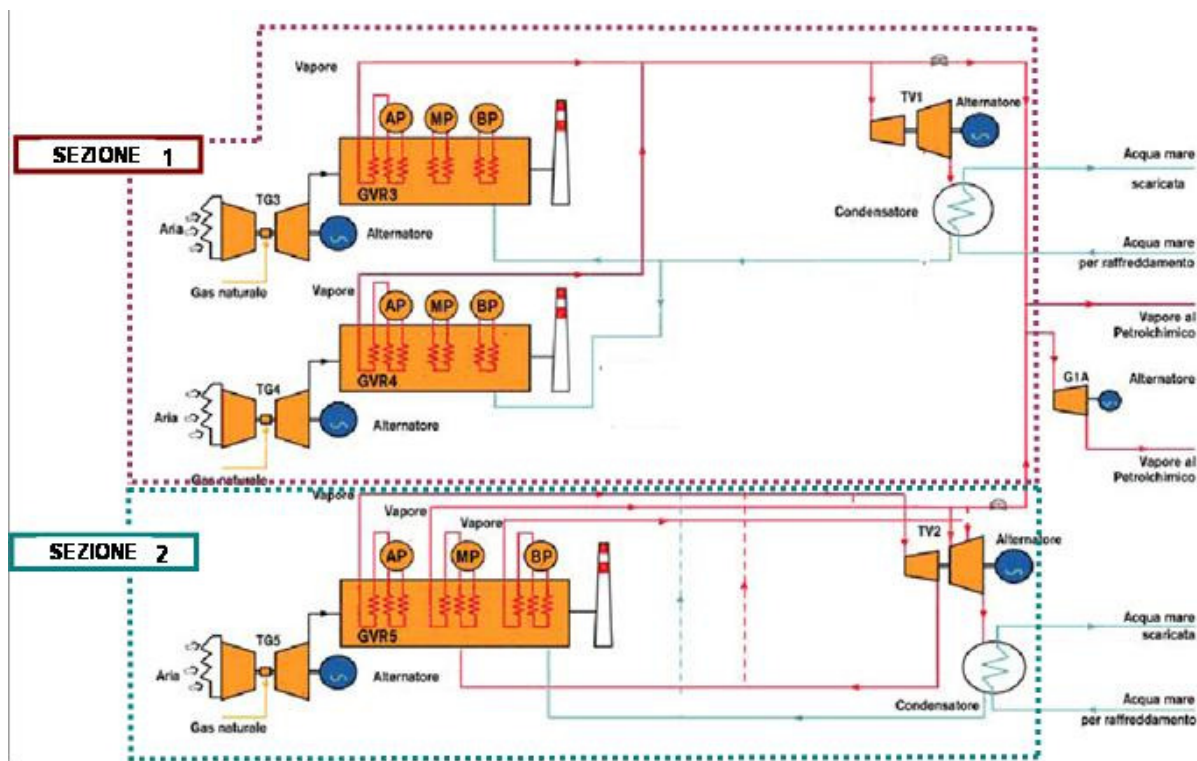 Vapore
AP MP BP
TV1 Alternatore
SEZIONE 1
GVR3
TG3
Aria
Alternatore
Gas naturale
Condensatore
Acqua mare
scaricata
Acqua mare
per raffreddamento
Vapore
AP MP BP
GVR4
TG4
Aria
Alternatore
Gas naturale
Vapore al
Petrolchimico
G1A Alternatore
Vapore al
Petrolchimico
Vapore
Vapore
Vapore
AP MP BP
TV2
Alternatore
SEZIONE 2
GVR5
TG5
Aria
Alternatore
Gas naturale
Condensatore
Acqua mare
scaricata
Acqua mare
per raffreddamento